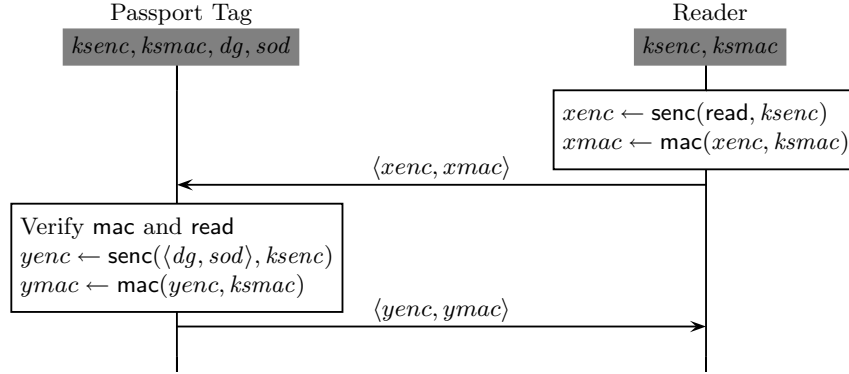 Passport Tag
Reader
ksenc, ksmac, dg, sod
ksenc, ksmac
xenc ← senc(read, ksenc)
xmac ← mac(xenc, ksmac)
⟨xenc, xmac⟩
Verify mac and read
yenc ← senc(⟨dg, sod⟩, ksenc)
ymac ← mac(yenc, ksmac)
⟨yenc, ymac⟩